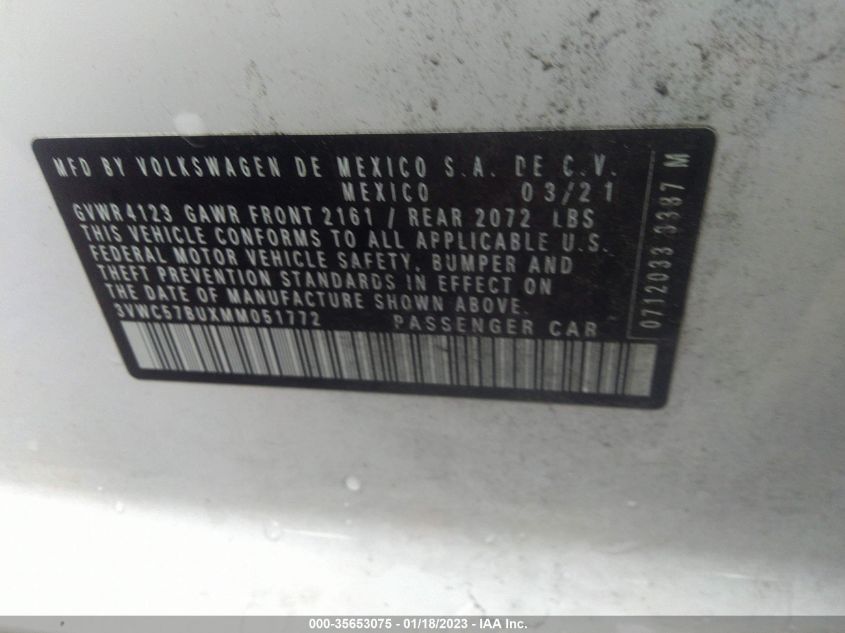 MFD BY VOLKSWAGEN DE MEXICO S.A. DE C.V.
MEXICO 03/21
GVWR4123 GAWR FRONT 2161 / REAR 2072 LBS
THIS VEHICLE CONFORMS TO ALL APPLICABLE U.S.
FEDERAL MOTOR VEHICLE SAFETY, BUMPER AND
THEFT PREVENTION STANDARDS IN EFFECT ON
THE DATE OF MANUFACTURE SHOWN ABOVE.
3VWC57BUXMM051772 PASSENGER CAR
0712033 3387 M
000-35653075 - 01/18/2023 - IAA Inc.